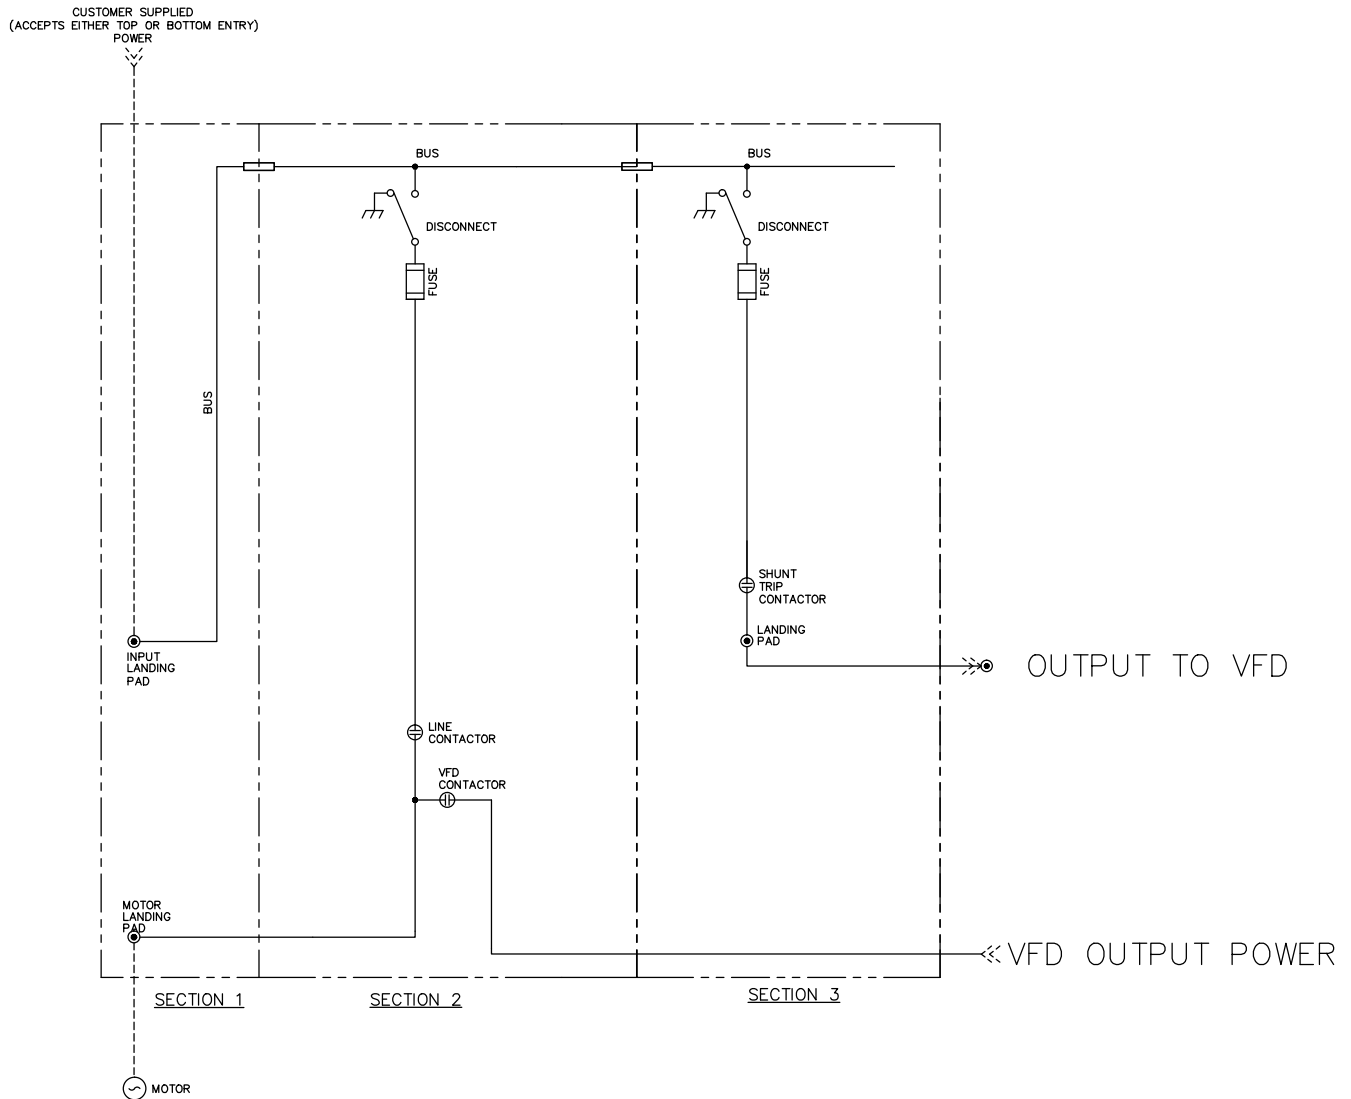 CUSTOMER SUPPLIED
(ACCEPTS EITHER TOP OR BOTTOM ENTRY)
POWER
BUS
BUS
DISCONNECT
DISCONNECT
FUSE
FUSE
BUS
SHUNT
TRIP
CONTACTOR
LANDING
PAD
INPUT
LANDING
PAD
OUTPUT TO VFD
LINE
CONTACTOR
VFD
CONTACTOR
MOTOR
LANDING
PAD
VFD OUTPUT POWER
SECTION 1
SECTION 2
SECTION 3
MOTOR